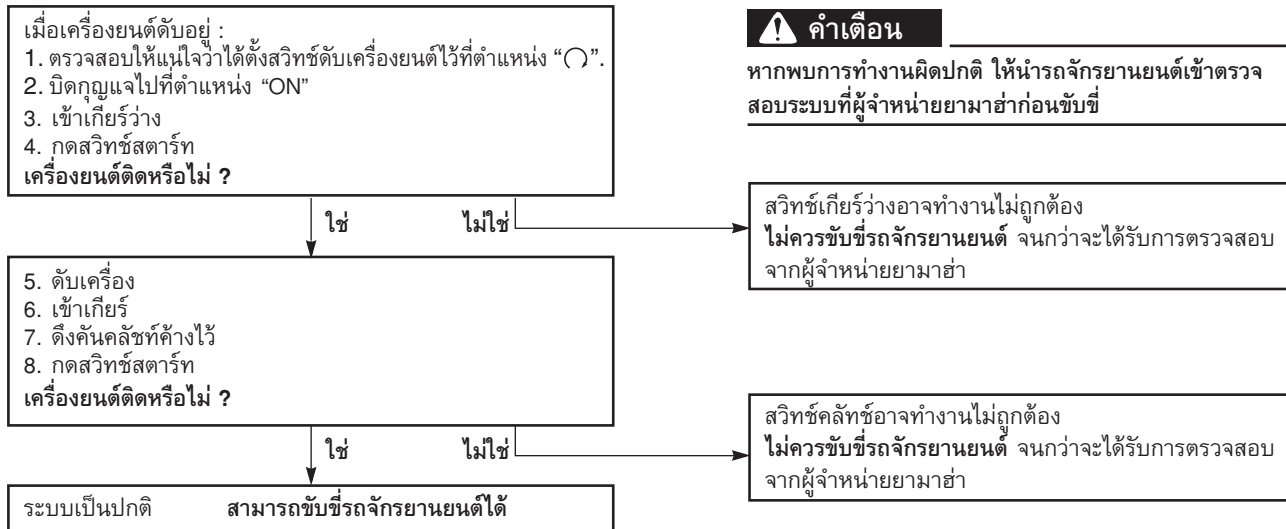 เมื่อเครื่องยนต์ดับอยู่ :
1. ตรวจสอบให้แน่ใจว่าได้ตั้งสวิทช์ดับเครื่องยนต์ไว้ที่ตำแหน่ง “◯”.
2. บิดกุญแจไปที่ตำแหน่ง “ON”
3. เข้าเกียร์ว่าง
4. กดสวิทช์สตาร์ท
เครื่องยนต์ติดหรือไม่ ?
คำเตือน
หากพบการทำงานผิดปกติ ให้นำรถจักรยานยนต์เข้าตรวจ
สอบระบบที่ผู้จำหน่ายยามาฮ่าก่อนขับขี่
ใช่ ไม่ใช่
สวิทช์เกียร์ว่างอาจทำงานไม่ถูกต้อง
ไม่ควรขับขี่รถจักรยานยนต์ จนกว่าจะได้รับการตรวจสอบ
จากผู้จำหน่ายยามาฮ่า
5. ดับเครื่อง
6. เข้าเกียร์
7. ดึงคันคลัชท์ค้างไว้
8. กดสวิทช์สตาร์ท
เครื่องยนต์ติดหรือไม่ ?
ใช่ ไม่ใช่
สวิทช์คลัทช์อาจทำงานไม่ถูกต้อง
ไม่ควรขับขี่รถจักรยานยนต์ จนกว่าจะได้รับการตรวจสอบ
จากผู้จำหน่ายยามาฮ่า
ระบบเป็นปกติ สามารถขับขี่รถจักรยานยนต์ได้